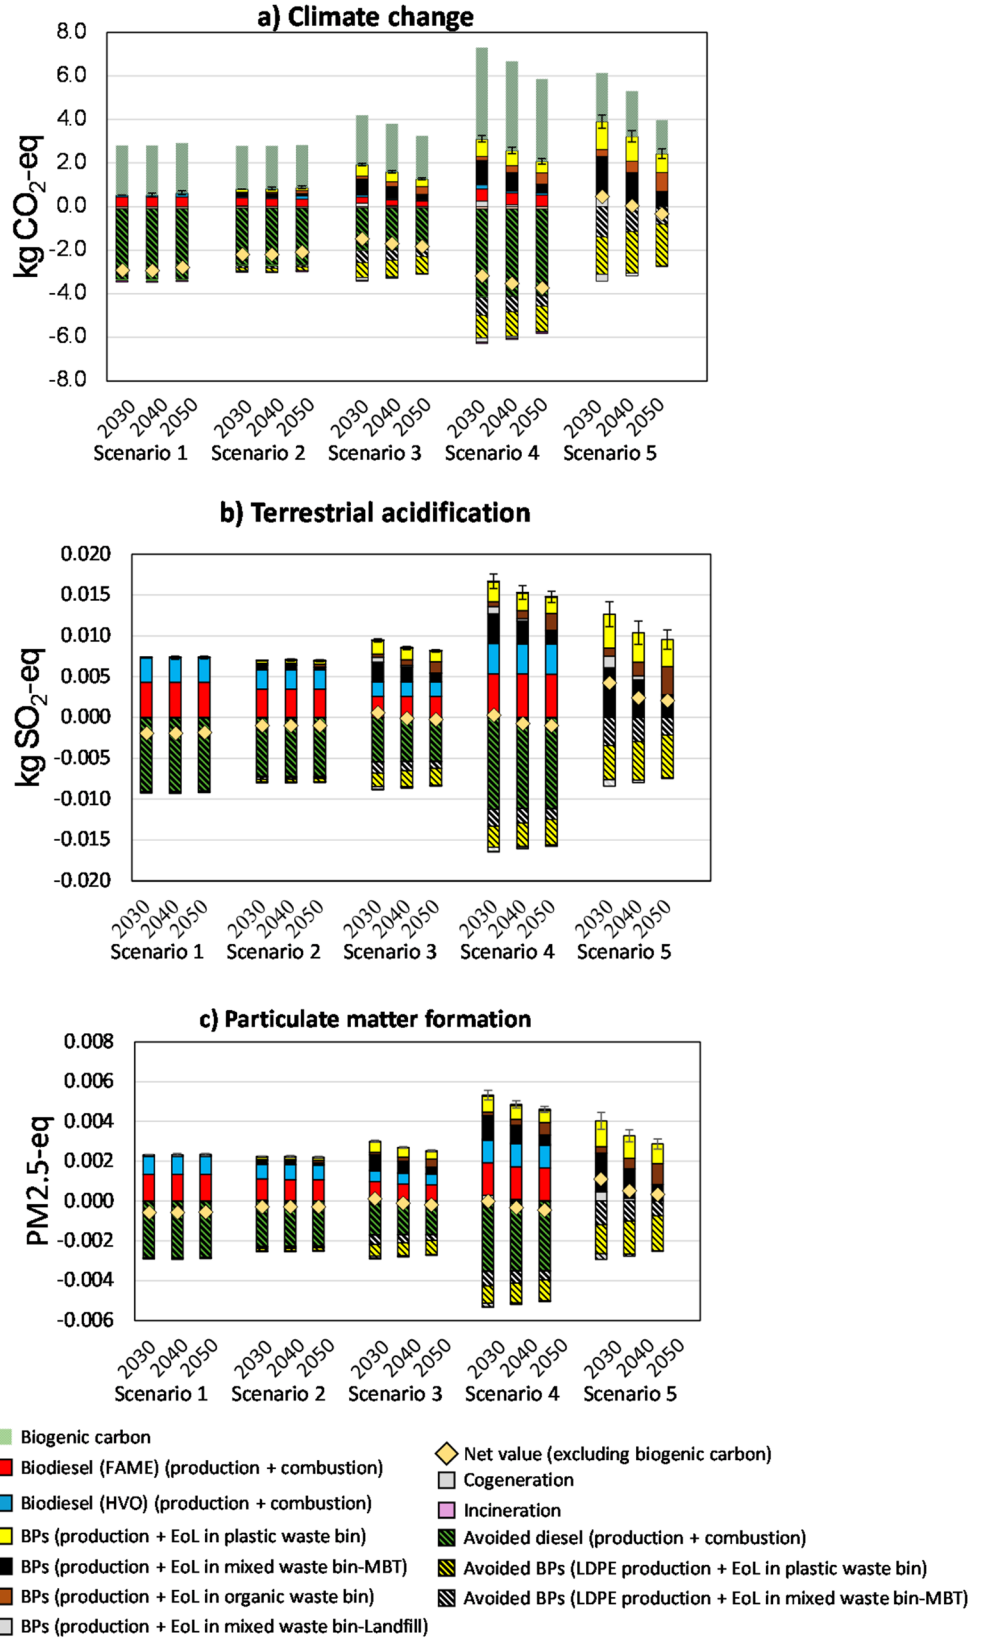 a) Climate change
8.0
6.0
4.0
2.0
0.0
-2.0
-4.0
-6.0
-8.0
kg CO2-eq
2030 2040 2050 2030 2040 2050 2030 2040 2050 2030 2040 2050 2030 2040 2050
Scenario 1 Scenario 2 Scenario 3 Scenario 4 Scenario 5
b) Terrestrial acidification
0.020
0.015
0.010
0.005
0.000
-0.005
-0.010
-0.015
-0.020
kg SO2-eq
2030 2040 2050 2030 2040 2050 2030 2040 2050 2030 2040 2050 2030 2040 2050
Scenario 1 Scenario 2 Scenario 3 Scenario 4 Scenario 5
c) Particulate matter formation
0.008
0.006
0.004
0.002
0.000
-0.002
-0.004
-0.006
PM2.5-eq
2030 2040 2050 2030 2040 2050 2030 2040 2050 2030 2040 2050 2030 2040 2050
Scenario 1 Scenario 2 Scenario 3 Scenario 4 Scenario 5
Biogenic carbon
Biodiesel (FAME) (production + combustion)
Biodiesel (HVO) (production + combustion)
BPs (production + EoL in plastic waste bin)
BPs (production + EoL in mixed waste bin-MBT)
BPs (production + EoL in organic waste bin)
BPs (production + EoL in mixed waste bin-Landfill)
Net value (excluding biogenic carbon)
Cogeneration
Incineration
Avoided diesel (production + combustion)
Avoided BPs (LDPE production + EoL in plastic waste bin)
Avoided BPs (LDPE production + EoL in mixed waste bin-MBT)